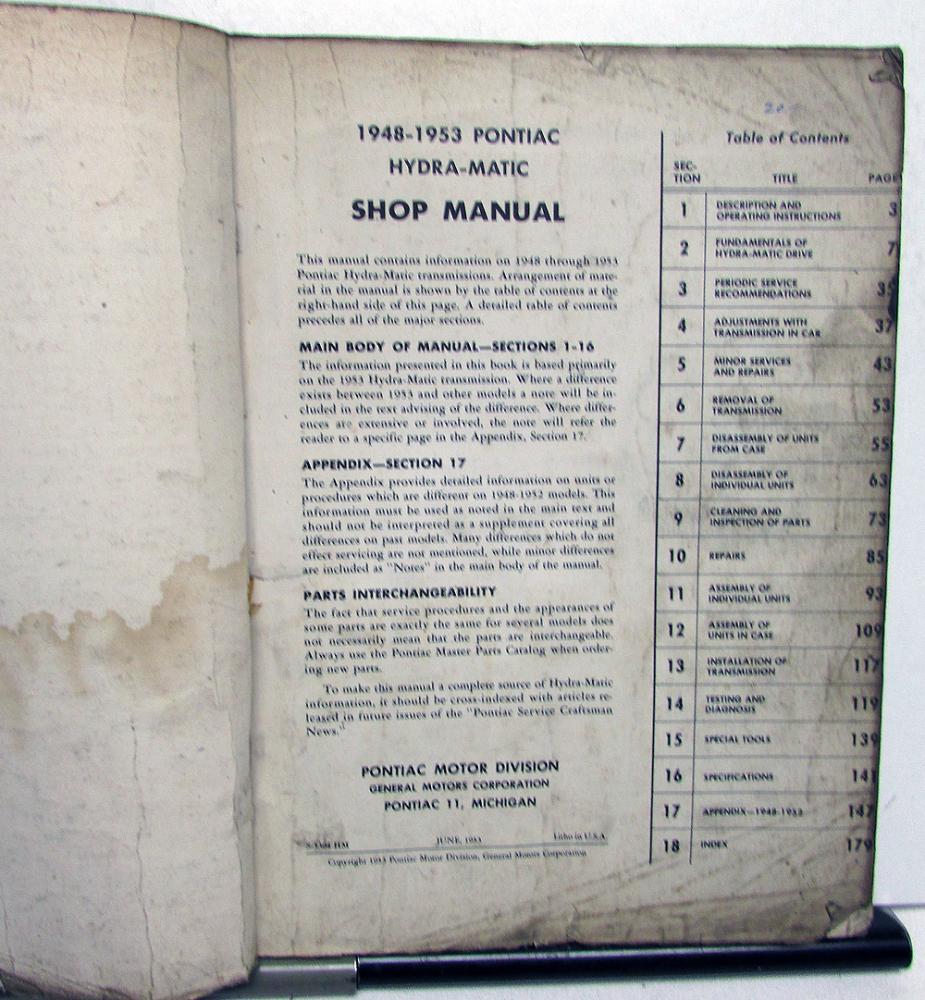 1948-1953 PONTIAC
HYDRA-MATIC
SHOP MANUAL
This manual contains information on 1948 through 1953
Pontiac Hydra-Matic transmissions. Arrangement of mate-
rial in the manual is shown by the table of contents at the
right-hand side of this page. A detailed table of contents
precedes all of the major sections.
MAIN BODY OF MANUAL—SECTIONS 1-16
The information presented in this book is based primarily
on the 1953 Hydra-Matic transmission. Where a difference
exists between 1953 and other models a note will be in-
cluded in the text advising of the difference. Where differ-
ences are extensive or involved, the note will refer the
reader to a specific page in the Appendix, Section 17.
APPENDIX—SECTION 17
The Appendix provides detailed information on units or
procedures which are different on 1948-1952 models. This
information must be used as noted in the main text and
should not be interpreted as a supplement covering all
differences on past models. Many differences which do not
effect servicing are not mentioned, while minor differences
are included as "Notes" in the main body of the manual.
PARTS INTERCHANGEABILITY
The fact that service procedures and the appearances of
some parts are exactly the same for several models does
not necessarily mean that the parts are interchangeable.
Always use the Pontiac Master Parts Catalog when order-
ing new parts.
To make this manual a complete source of Hydra-Matic
information, it should be cross-indexed with articles re-
leased in future issues of the "Pontiac Service Craftsman
News."
PONTIAC MOTOR DIVISION
GENERAL MOTORS CORPORATION
PONTIAC 11, MICHIGAN
JUNE, 1953 Litho in U.S.A.
Copyright 1953 Pontiac Motor Division, General Motors Corporation
Table of Contents
SEC-
TION TITLE PAGE
1 DESCRIPTION AND
OPERATING INSTRUCTIONS 3
2 FUNDAMENTALS OF
HYDRA-MATIC DRIVE 7
3 PERIODIC SERVICE
RECOMMENDATIONS 35
4 ADJUSTMENTS WITH
TRANSMISSION IN CAR 37
5 MINOR SERVICES
AND REPAIRS 43
6 REMOVAL OF
TRANSMISSION 53
7 DISASSEMBLY OF UNITS
FROM CASE 55
8 DISASSEMBLY OF
INDIVIDUAL UNITS 63
9 CLEANING AND
INSPECTION OF PARTS 73
10 REPAIRS 85
11 ASSEMBLY OF
INDIVIDUAL UNITS 93
12 ASSEMBLY OF
UNITS IN CASE 109
13 INSTALLATION OF
TRANSMISSION 117
14 TESTING AND
DIAGNOSIS 119
15 SPECIAL TOOLS 139
16 SPECIFICATIONS 141
17 APPENDIX—1948-1953 147
18 INDEX 179